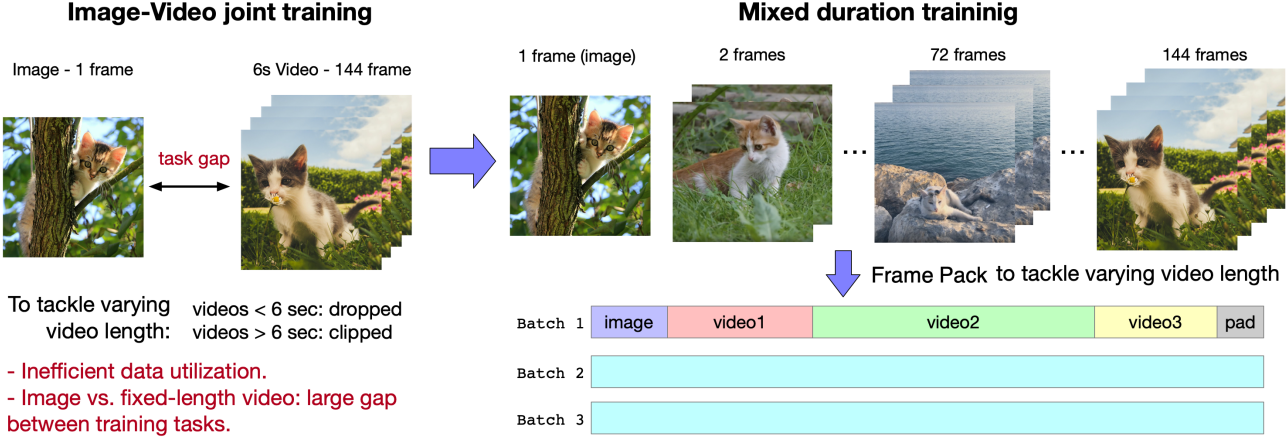 Image-Video joint training
Image - 1 frame
6s Video - 144 frame
task gap
To tackle varying
video length:
videos < 6 sec: dropped
videos > 6 sec: clipped
- Inefficient data utilization.
- Image vs. fixed-length video: large gap
between training tasks.
Mixed duration traininig
1 frame (image)
2 frames
72 frames
144 frames
...
...
Frame Pack to tackle varying video length
Batch 1
image
video1
video2
video3
pad
Batch 2
Batch 3